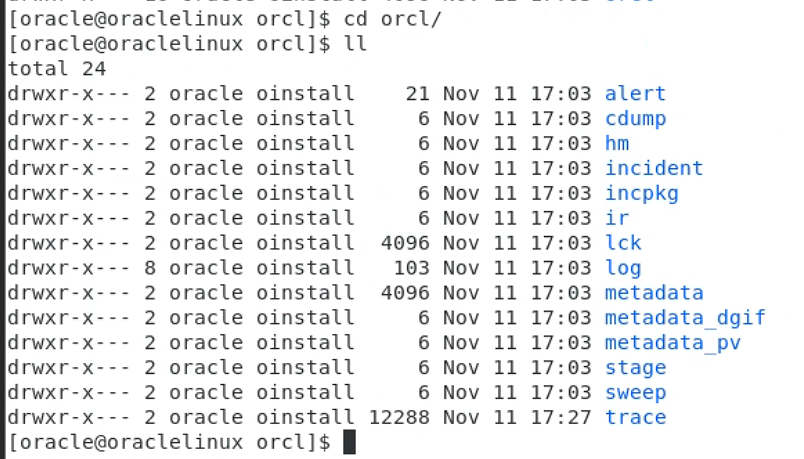 [oracle@oraclelinux orcl]$ cd orcl/
[oracle@oraclelinux orcl]$ ll
total 24
drwxr-x--- 2 oracle oinstall    21 Nov 11 17:03 alert
drwxr-x--- 2 oracle oinstall     6 Nov 11 17:03 cdump
drwxr-x--- 2 oracle oinstall     6 Nov 11 17:03 hm
drwxr-x--- 2 oracle oinstall     6 Nov 11 17:03 incident
drwxr-x--- 2 oracle oinstall     6 Nov 11 17:03 incpkg
drwxr-x--- 2 oracle oinstall     6 Nov 11 17:03 ir
drwxr-x--- 2 oracle oinstall  4096 Nov 11 17:03 lck
drwxr-x--- 8 oracle oinstall   103 Nov 11 17:03 log
drwxr-x--- 2 oracle oinstall  4096 Nov 11 17:03 metadata
drwxr-x--- 2 oracle oinstall     6 Nov 11 17:03 metadata_dgif
drwxr-x--- 2 oracle oinstall     6 Nov 11 17:03 metadata_pv
drwxr-x--- 2 oracle oinstall     6 Nov 11 17:03 stage
drwxr-x--- 2 oracle oinstall     6 Nov 11 17:03 sweep
drwxr-x--- 2 oracle oinstall 12288 Nov 11 17:27 trace
[oracle@oraclelinux orcl]$